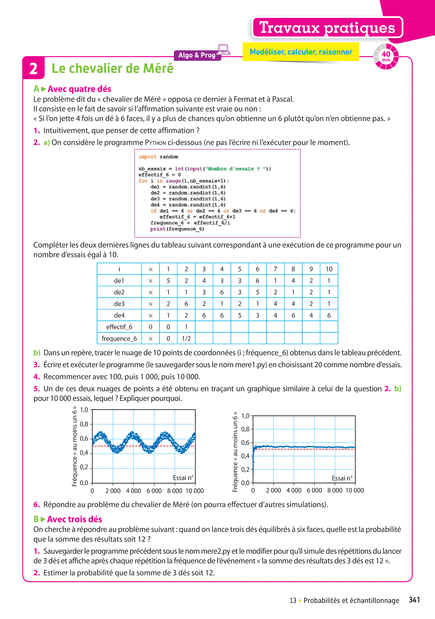 Travaux pratiques
Algo & Prog
Modéliser, calculer, raisonner
40 min
2 Le chevalier de Méré
A ▶ Avec quatre dés
Le problème dit du « chevalier de Méré » opposa ce dernier à Fermat et à Pascal.
Il consiste en le fait de savoir si l'affirmation suivante est vraie ou non :
« Si l'on jette 4 fois un dé à 6 faces, il y a plus de chances qu'on obtienne un 6 plutôt qu'on n'en obtienne pas. »
1. Intuitivement, que penser de cette affirmation ?
2. a) On considère le programme PYTHON ci-dessous (ne pas l'écrire ni l'exécuter pour le moment).
import random
nb_essais = int(input("Nombre d'essais ? "))
effectif_6 = 0
for i in range(1,nb_essais+1):
de1 = random.randint(1,6)
de2 = random.randint(1,6)
de3 = random.randint(1,6)
de4 = random.randint(1,6)
if de1 == 6 or de2 == 6 or de3 == 6 or de4 == 6:
effectif_6 = effectif_6+1
frequence_6 = effectif_6/i
print(frequence_6)
Compléter les deux dernières lignes du tableau suivant correspondant à une exécution de ce programme pour un
nombre d'essais égal à 10.
i × 1 2 3 4 5 6 7 8 9 10
de1 × 5 2 4 3 3 6 1 4 2 1
de2 × 1 1 3 6 3 5 2 1 2 1
de3 × 2 6 2 1 2 1 4 4 2 1
de4 × 1 2 6 6 5 3 4 6 4 6
effectif_6 0 0 1
frequence_6 × 0 1/2
b) Dans un repère, tracer le nuage de 10 points de coordonnées (i ; fréquence_6) obtenus dans le tableau précédent.
3. Écrire et exécuter le programme (le sauvegarder sous le nom mere1.py) en choisissant 20 comme nombre d'essais.
4. Recommencer avec 100, puis 1 000, puis 10 000.
5. Un de ces deux nuages de points a été obtenu en traçant un graphique similaire à celui de la question 2. b)
pour 10 000 essais, lequel ? Expliquer pourquoi.
Fréquence « au moins un 6 »
1,0
0,8
0,6
0,4
0,2
0,0
0 2 000 4 000 6 000 8 000 10 000
Essai n°
Fréquence « au moins un 6 »
1,0
0,8
0,6
0,4
0,2
0,0
0 2 000 4 000 6 000 8 000 10 000
Essai n°
6. Répondre au problème du chevalier de Méré (on pourra effectuer d'autres simulations).
B ▶ Avec trois dés
On cherche à répondre au problème suivant : quand on lance trois dés équilibrés à six faces, quelle est la probabilité
que la somme des résultats soit 12 ?
1. Sauvegarder le programme précédent sous le nom mere2.py et le modifier pour qu'il simule des répétitions du lancer
de 3 dés et affiche après chaque répétition la fréquence de l'événement « la somme des résultats des 3 dés est 12 ».
2. Estimer la probabilité que la somme de 3 dés soit 12.
13 • Probabilités et échantillonnage 341